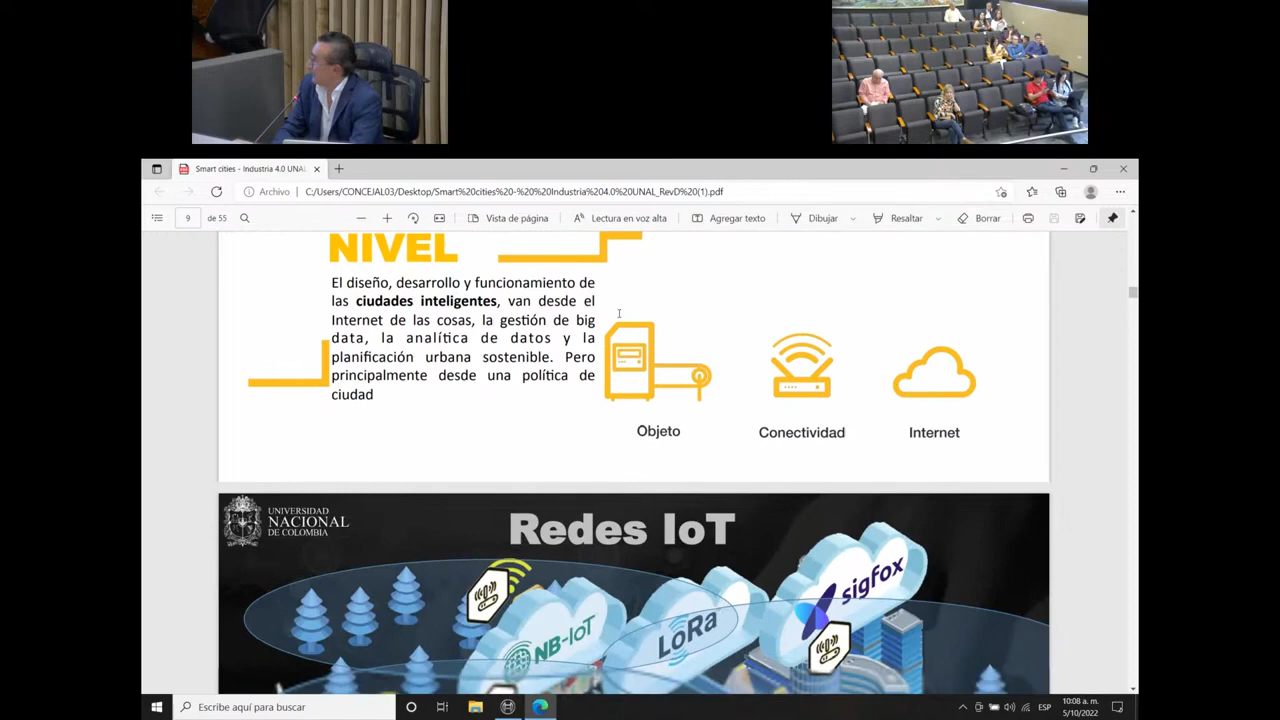 Smart cities - Industria 4.0 UNAL
Archivo
C:/Users/CONCEJAL03/Desktop/Smart%20cities%20-%20%20Industria%204.0%20UNAL_RevD%20(1).pdf
9
de 55
Vista de página
Lectura en voz alta
Agregar texto
Dibujar
Resaltar
Borrar
NIVEL
El diseño, desarrollo y funcionamiento de
las ciudades inteligentes, van desde el
Internet de las cosas, la gestión de big
data, la analítica de datos y la
planificación urbana sostenible. Pero
principalmente desde una política de
ciudad
Objeto
Conectividad
Internet
UNIVERSIDAD
NACIONAL
DE COLOMBIA
Redes IoT
NB-IoT
LoRa
sigfox
Escribe aquí para buscar
ESP
10:08 a. m.
5/10/2022